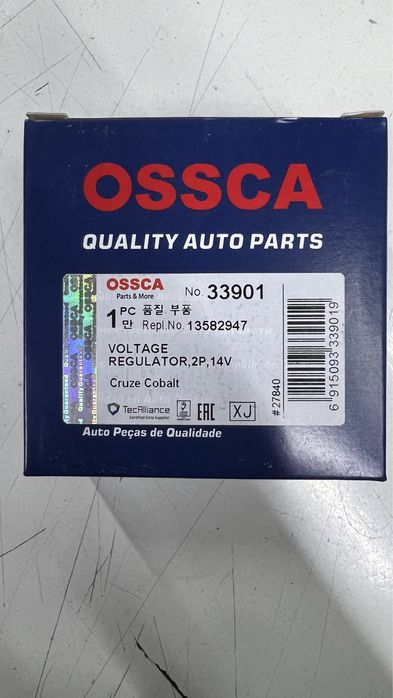 OSSCA
QUALITY AUTO PARTS
OSSCA No. 33901
Parts & More
1 PC 품질 부품
만 Repl.No. 13582947
VOLTAGE
REGULATOR,2P,14V
Cruze Cobalt
TecAlliance
Certified Data Supplier
EAC
XJ
# 27840
6 915093 339019
Auto Peças de Qualidade